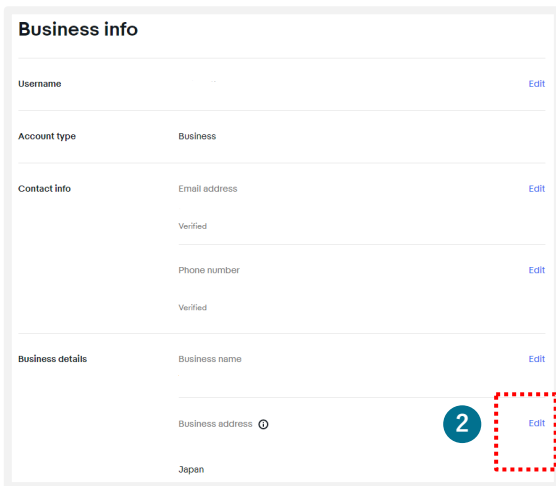 Business info
Username Edit
Account type Business
Contact info Email address Edit
Verified
Phone number Edit
Verified
Business details Business name Edit
Business address 2 Edit
Japan